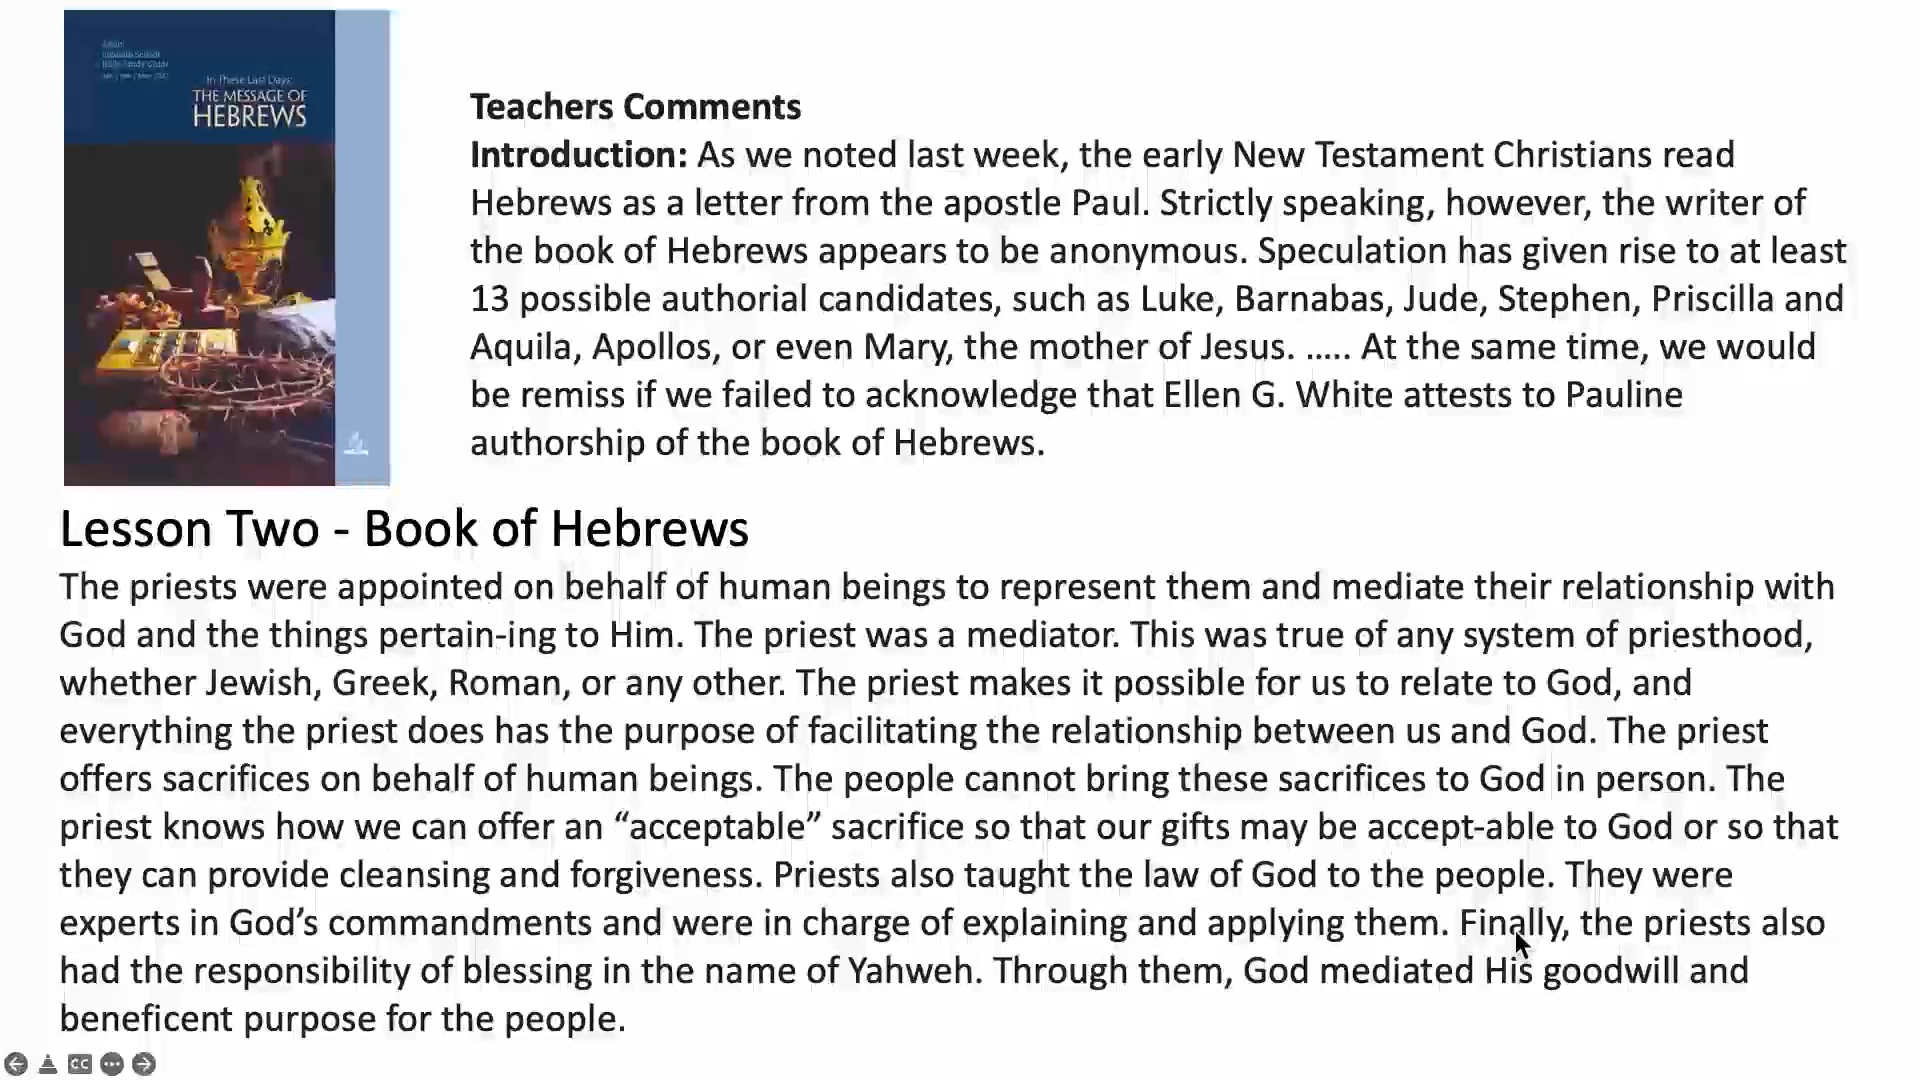 In These Last Days:
THE MESSAGE OF
HEBREWS
Teachers Comments
Introduction: As we noted last week, the early New Testament Christians read
Hebrews as a letter from the apostle Paul. Strictly speaking, however, the writer of
the book of Hebrews appears to be anonymous. Speculation has given rise to at least
13 possible authorial candidates, such as Luke, Barnabas, Jude, Stephen, Priscilla and
Aquila, Apollos, or even Mary, the mother of Jesus. ..... At the same time, we would
be remiss if we failed to acknowledge that Ellen G. White attests to Pauline
authorship of the book of Hebrews.
Lesson Two - Book of Hebrews
The priests were appointed on behalf of human beings to represent them and mediate their relationship with
God and the things pertain-ing to Him. The priest was a mediator. This was true of any system of priesthood,
whether Jewish, Greek, Roman, or any other. The priest makes it possible for us to relate to God, and
everything the priest does has the purpose of facilitating the relationship between us and God. The priest
offers sacrifices on behalf of human beings. The people cannot bring these sacrifices to God in person. The
priest knows how we can offer an “acceptable” sacrifice so that our gifts may be accept-able to God or so that
they can provide cleansing and forgiveness. Priests also taught the law of God to the people. They were
experts in God’s commandments and were in charge of explaining and applying them. Finally, the priests also
had the responsibility of blessing in the name of Yahweh. Through them, God mediated His goodwill and
beneficent purpose for the people.
CC